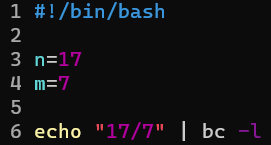 1 #!/bin/bash
2
3 n=17
4 m=7
5
6 echo "17/7" | bc -l